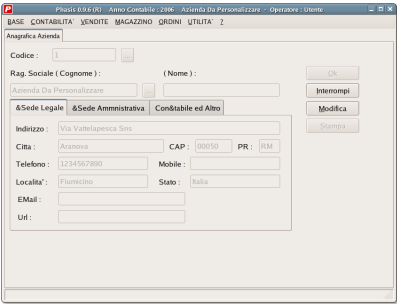 Phasis 0.9.6 (R) Anno Contabile : 2006 Azienda Da Personalizzare - Operatore : Utente
BASE CONTABILITA` VENDITE MAGAZZINO ORDINI UTILITA` ?
Anagrafica Azienda
Codice : 1 ...
Rag. Sociale ( Cognome ) : ( Nome ) :
Ok
Azienda Da Personalizzare ...
Interrompi
&Sede Legale &Sede Ammnistrativa Con&tabile ed Altro
Modifica
Stampa
Indirizzo : Via Vattelapesca Sns
Citta : Aranova CAP : 00050 PR : RM
Telefono : 1234567890 Mobile :
Localita' : Fiumicino Stato : Italia
EMail :
Url :